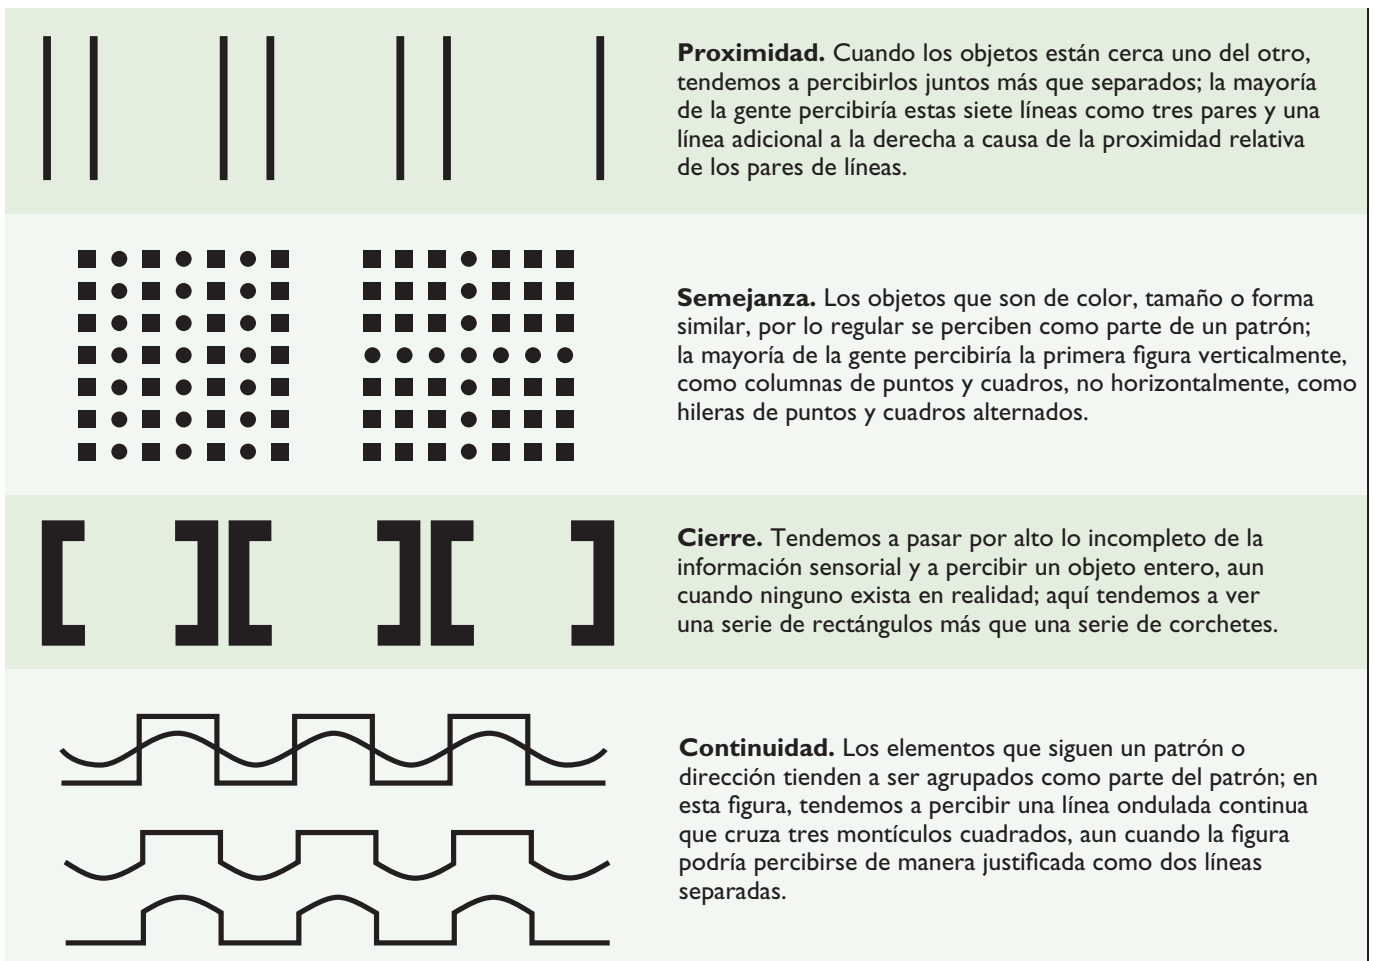 Proximidad. Cuando los objetos están cerca uno del otro,
tendemos a percibirlos juntos más que separados; la mayoría
de la gente percibiría estas siete líneas como tres pares y una
línea adicional a la derecha a causa de la proximidad relativa
de los pares de líneas.
Semejanza. Los objetos que son de color, tamaño o forma
similar, por lo regular se perciben como parte de un patrón;
la mayoría de la gente percibiría la primera figura verticalmente,
como columnas de puntos y cuadros, no horizontalmente, como
hileras de puntos y cuadros alternados.
Cierre. Tendemos a pasar por alto lo incompleto de la
información sensorial y a percibir un objeto entero, aun
cuando ninguno exista en realidad; aquí tendemos a ver
una serie de rectángulos más que una serie de corchetes.
Continuidad. Los elementos que siguen un patrón o
dirección tienden a ser agrupados como parte del patrón; en
esta figura, tendemos a percibir una línea ondulada continua
que cruza tres montículos cuadrados, aun cuando la figura
podría percibirse de manera justificada como dos líneas
separadas.